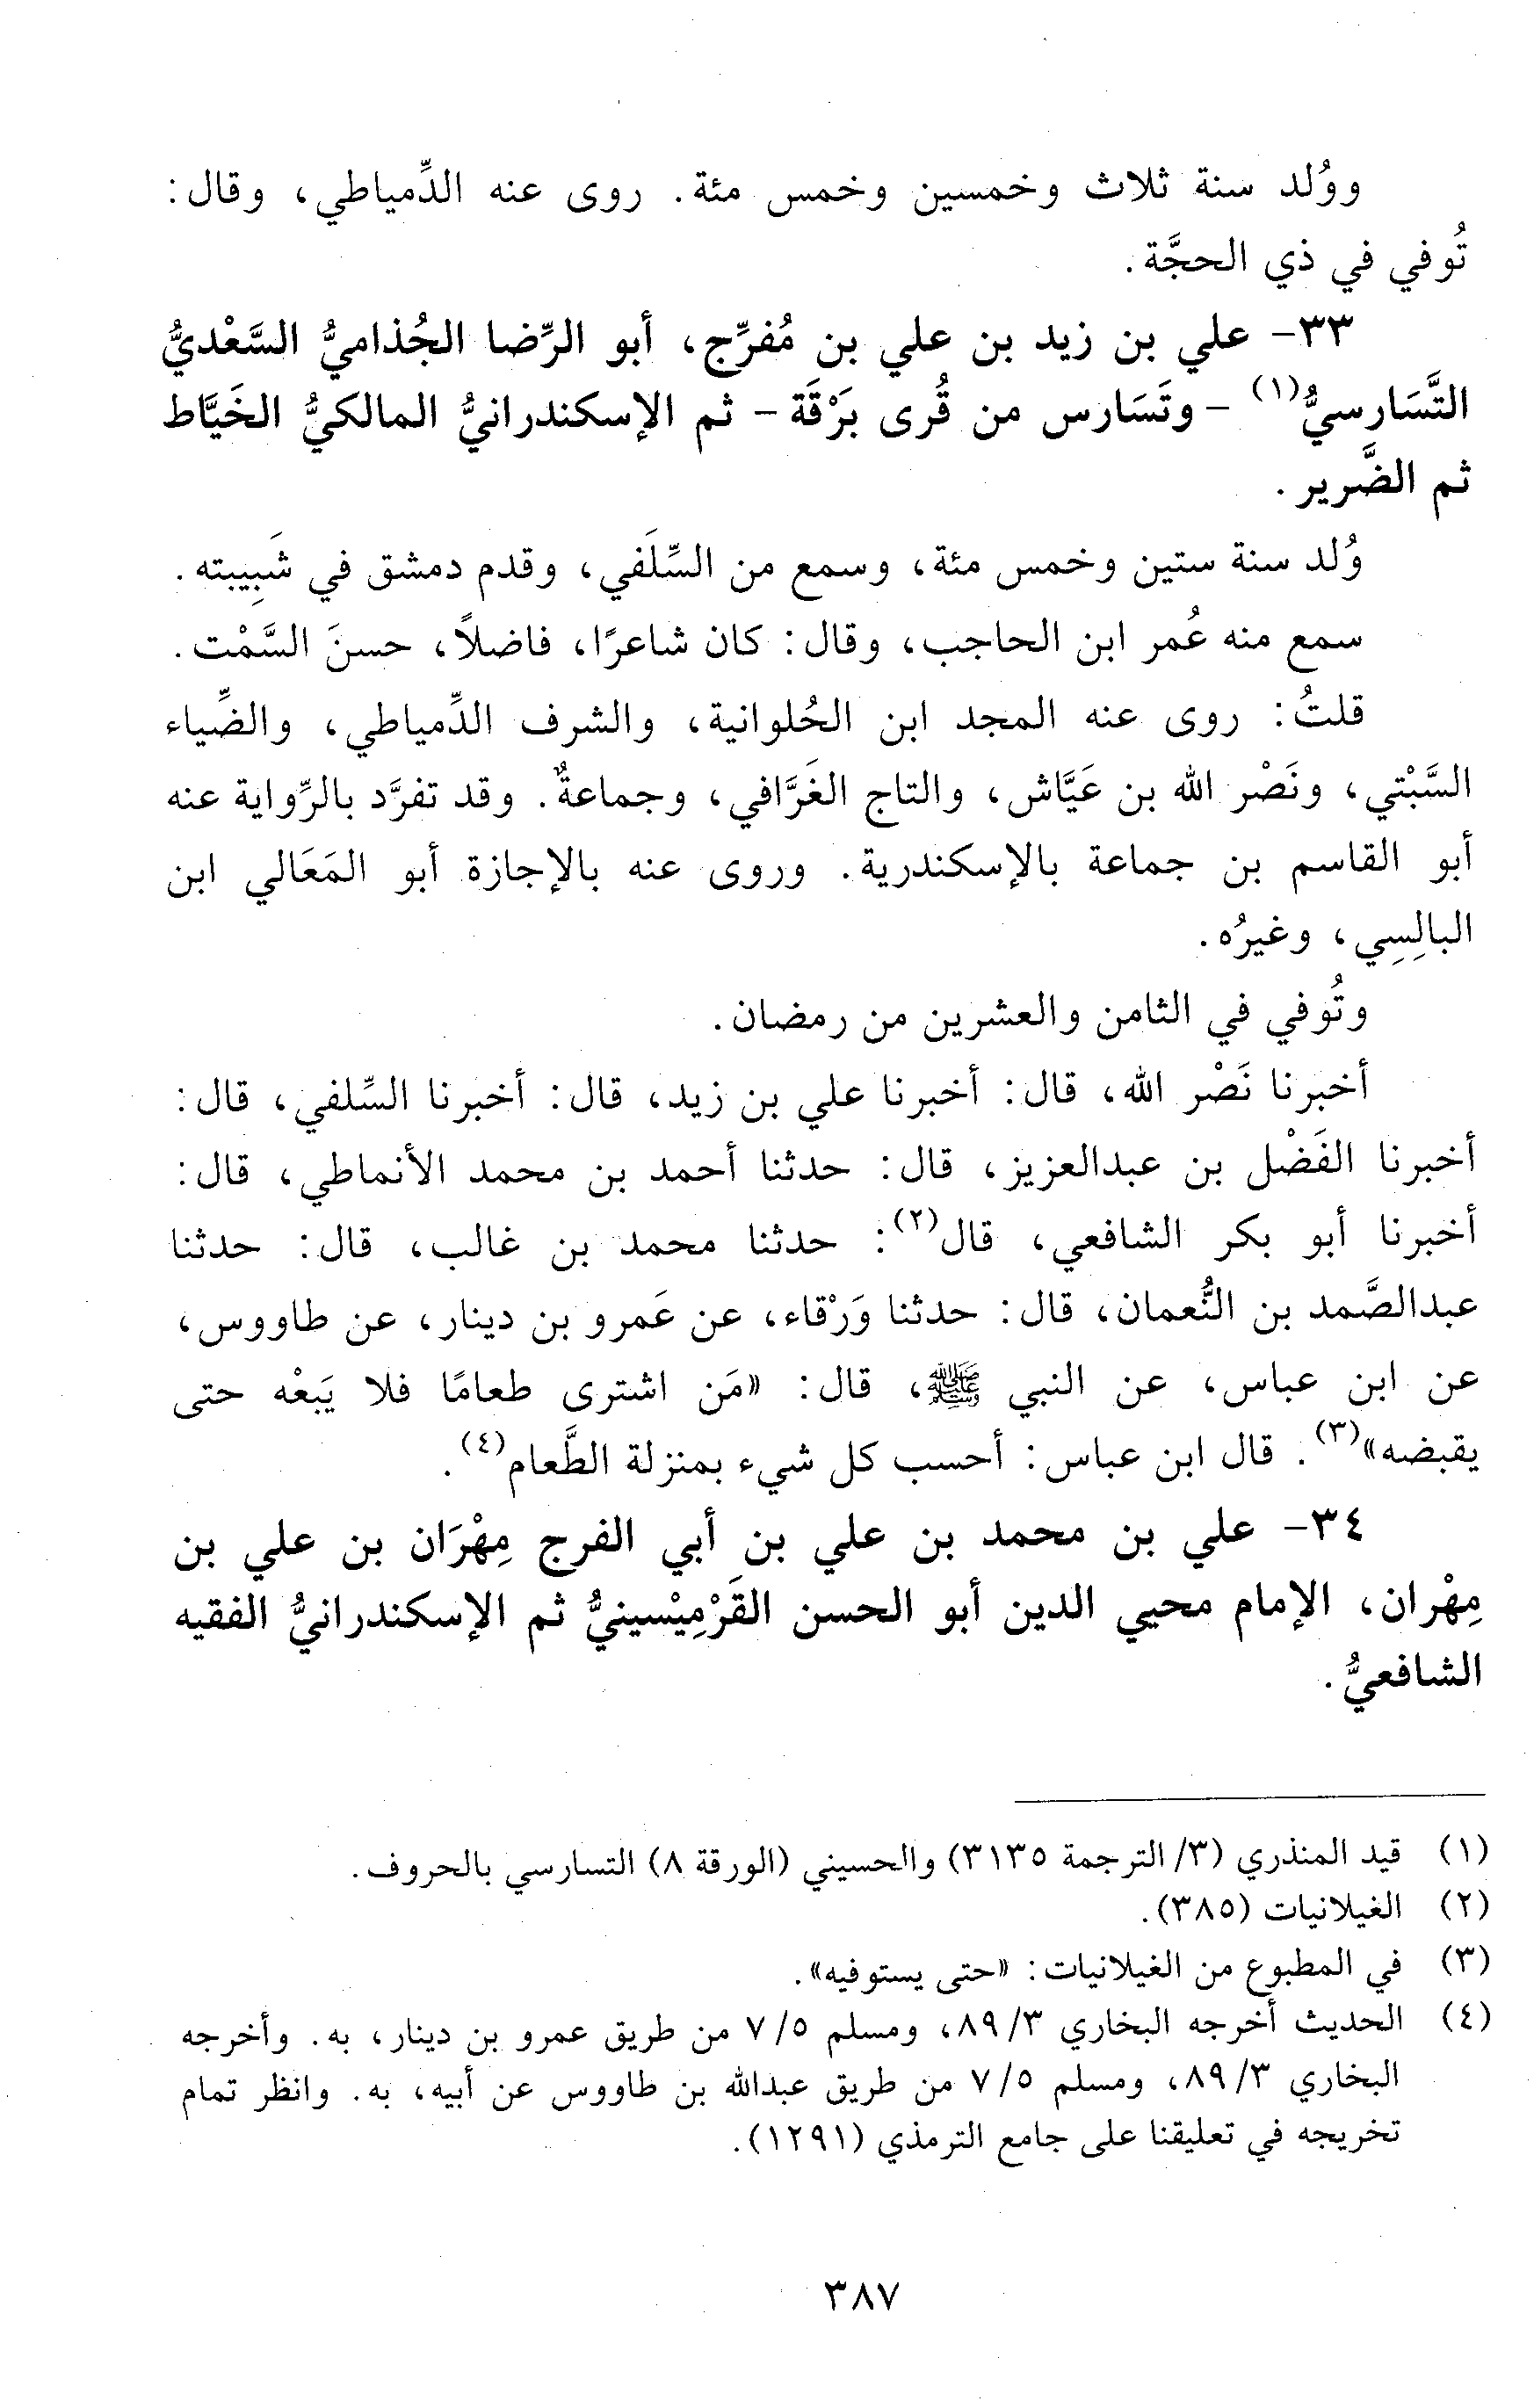 ووُلد سنة ثلاث وخمسين وخمس مئة. روى عنه الدِّمياطي، وقال:
تُوفي في ذي الحجَّة.
٣٣- علي بن زيد بن علي بن مُفرِّج، أبو الرِّضا الجُذاميُّ السَّعْديُّ
التَّسَارسيُّ(١) - وتَسَارس من قُرى بَرْقَة - ثم الإسكندرانيُّ المالكيُّ الخَيَّاط
ثم الضَّرير.
وُلد سنة ستين وخمس مئة، وسمع من السِّلَفي، وقدم دمشق في شَبِيبته.
سمع منه عُمر ابن الحاجب، وقال: كان شاعرًا، فاضلاً، حسنَ السَّمْت.
قلتُ: روى عنه المجد ابن الحُلوانية، والشرف الدِّمياطي، والضِّياء
السَّبْتي، ونَصْر الله بن عَيَّاش، والتاج الغَرَّافي، وجماعةٌ. وقد تفرَّد بالرِّواية عنه
أبو القاسم بن جماعة بالإسكندرية. وروى عنه بالإجازة أبو المَعَالي ابن
البالِسِي، وغيرُه.
وتُوفي في الثامن والعشرين من رمضان.
أخبرنا نَصْر الله، قال: أخبرنا علي بن زيد، قال: أخبرنا السِّلفي، قال:
أخبرنا الفَضْل بن عبدالعزيز، قال: حدثنا أحمد بن محمد الأنماطي، قال:
أخبرنا أبو بكر الشافعي، قال(٢): حدثنا محمد بن غالب، قال: حدثنا
عبدالصَّمد بن النُّعمان، قال: حدثنا وَرْقاء، عن عَمرو بن دينار، عن طاووس،
عن ابن عباس، عن النبي ﷺ، قال: «مَن اشترى طعامًا فلا يَبعْه حتى
يقبضه»(٣). قال ابن عباس: أحسب كل شيء بمنزلة الطَّعام(٤).
٣٤- علي بن محمد بن علي بن أبي الفرج مِهْرَان بن علي بن
مِهْران، الإمام محيي الدين أبو الحسن القَرْمِيْسينيُّ ثم الإسكندرانيُّ الفقيه
الشافعيُّ.
(١) قيد المنذري (٣/ الترجمة ٣١٣٥) والحسيني (الورقة ٨) التسارسي بالحروف.
(٢) الغيلانيات (٣٨٥).
(٣) في المطبوع من الغيلانيات: «حتى يستوفيه».
(٤) الحديث أخرجه البخاري ٣/ ٨٩، ومسلم ٥/ ٧ من طريق عمرو بن دينار، به. وأخرجه
البخاري ٣/ ٨٩، ومسلم ٥/ ٧ من طريق عبدالله بن طاووس عن أبيه، به. وانظر تمام
تخريجه في تعليقنا على جامع الترمذي (١٢٩١).
٣٨٧